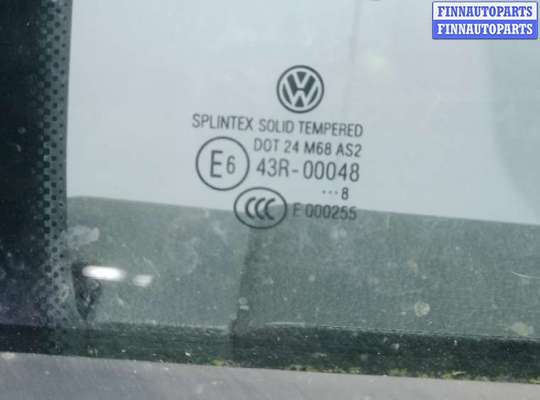 FINNAUTOPARTS
FINNAUTOPARTS
SPLINTEX SOLID TEMPERED
DOT 24 M68 AS2
E6 43R-00048
···8
CCC E 000255